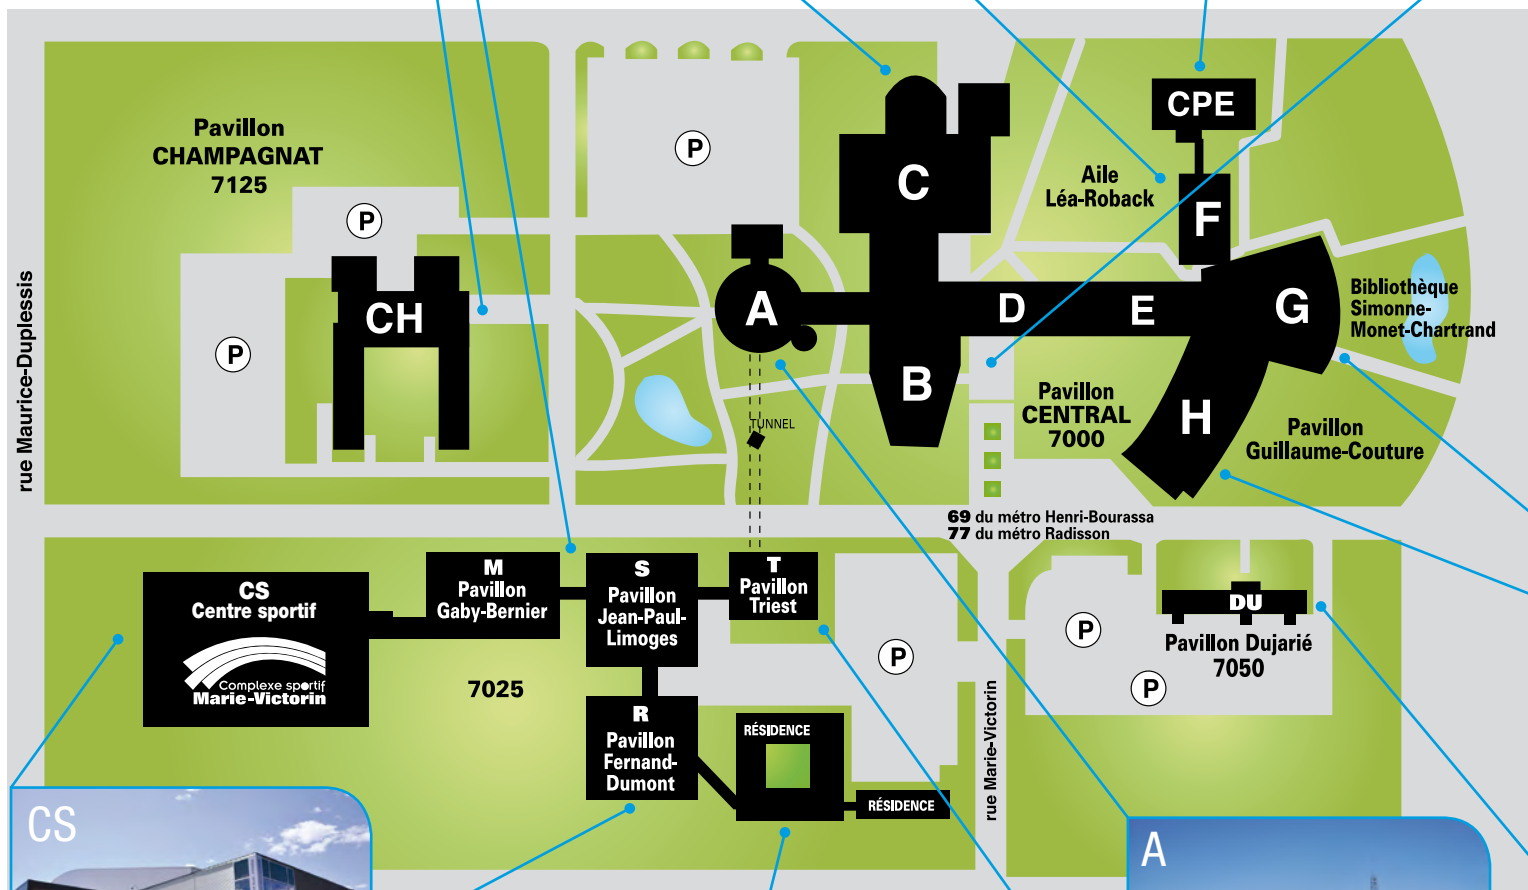 Pavillon
CHAMPAGNAT
7125
P
P
P
CH
rue Maurice-Duplessis
A
TUNNEL
C
B
D
E
CPE
Aile
Léa-Roback
F
G
H
Bibliothèque
Simonne-
Monet-Chartrand
Pavillon
CENTRAL
7000
Pavillon
Guillaume-Couture
69 du métro Henri-Bourassa
77 du métro Radisson
CS
Centre sportif
Complexe sportif
Marie-Victorin
M
Pavillon
Gaby-Bernier
S
Pavillon
Jean-Paul-
Limoges
T
Pavillon
Triest
7025
R
Pavillon
Fernand-
Dumont
RÉSIDENCE
RÉSIDENCE
P
rue Marie-Victorin
P
P
DU
Pavillon Dujarié
7050
CS
A